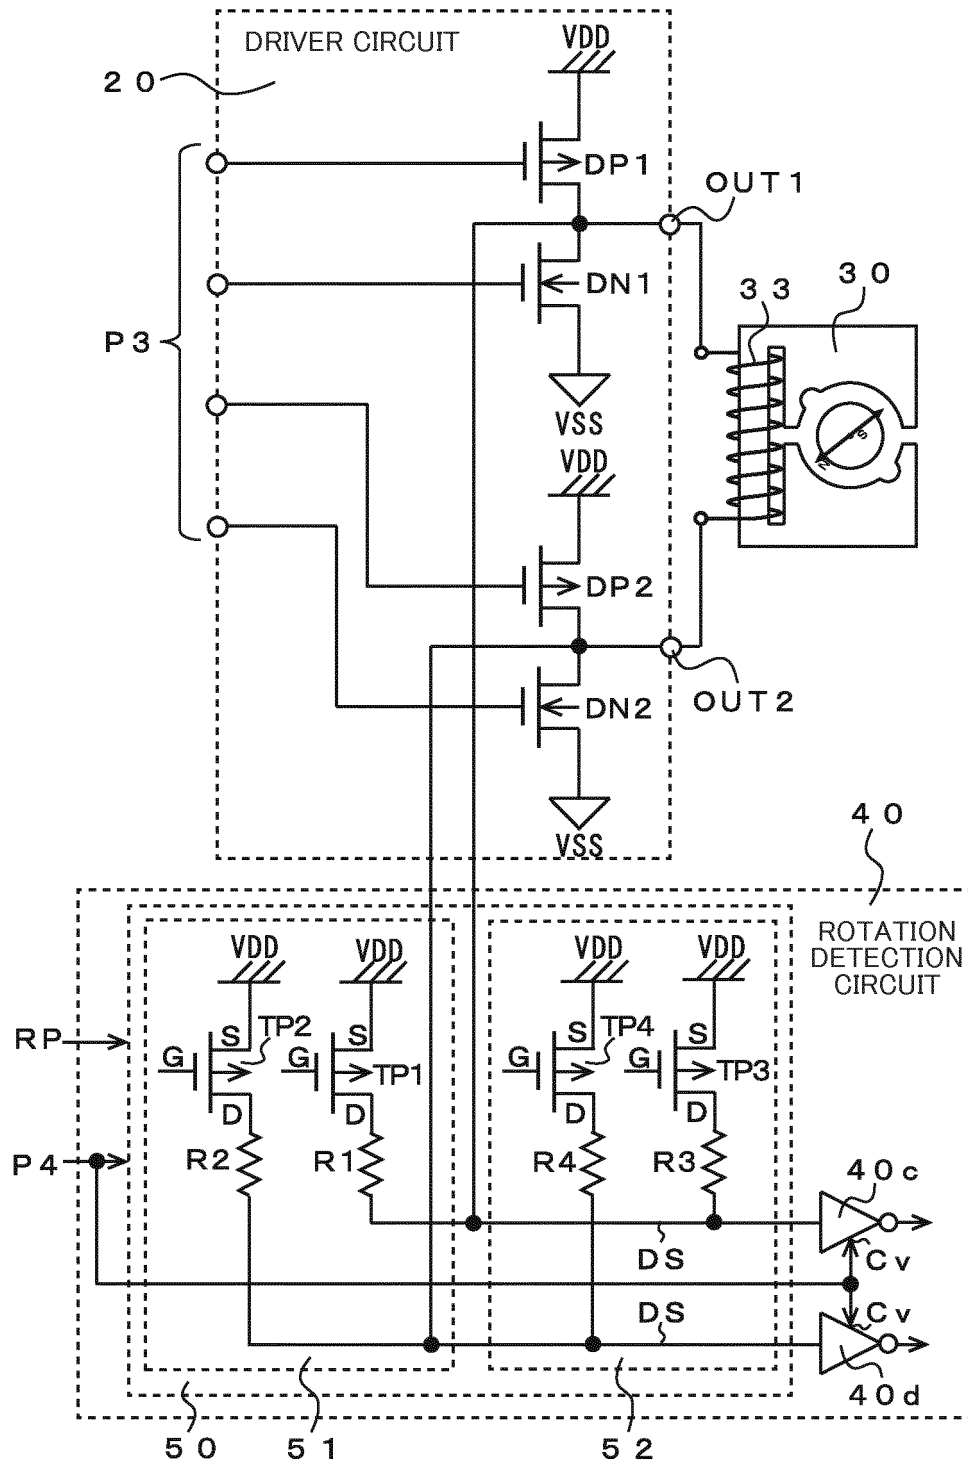 DRIVER CIRCUIT
VDD
20
DP1
OUT1
DN1
33
30
P3
S
N
VSS
VDD
DP2
DN2
OUT2
VSS
40
ROTATION
DETECTION
CIRCUIT
VDD
VDD
VDD
VDD
RP
G
S
TP2
D
G
S
TP1
D
G
S
TP4
D
G
S
TP3
D
P4
R2
R1
R4
R3
40c
DS
Cv
DS
Cv
40d
50
51
52